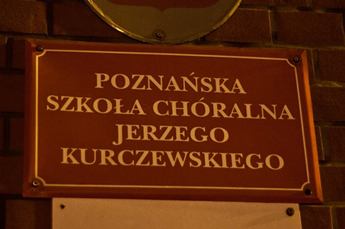 POZNAŃSKA
SZKOŁA CHÓRALNA
JERZEGO
KURCZEWSKIEGO